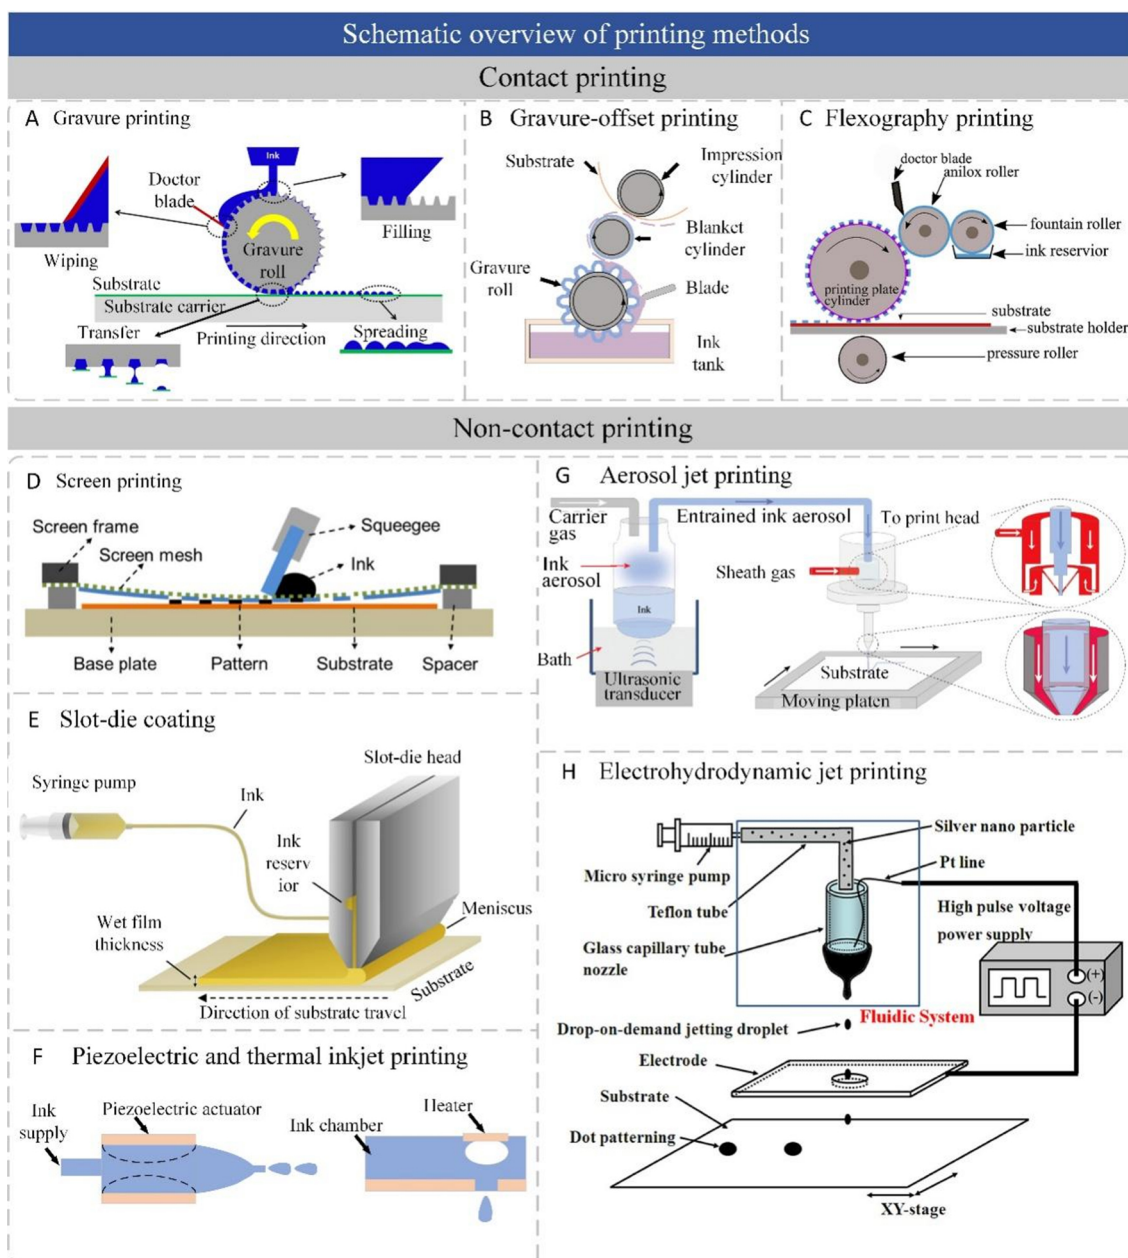 Schematic overview of printing methods
Contact printing
A Gravure printing
Ink
Doctor
blade
Wiping
Filling
Gravure
roll
Substrate
Substrate carrier
Transfer
Printing direction
Spreading
B Gravure-offset printing
Substrate
Impression
cylinder
Blanket
cylinder
Gravure
roll
Blade
Ink
tank
C Flexography printing
doctor blade
anilox roller
fountain roller
ink reservior
printing plate
cylinder
substrate
substrate holder
pressure roller
Non-contact printing
D Screen printing
Screen frame
Screen mesh
Squeegee
Ink
Base plate
Pattern
Substrate
Spacer
E Slot-die coating
Slot-die head
Syringe pump
Ink
Ink
reserv
ior
Wet film
thickness
Meniscus
Substrate
Direction of substrate travel
F Piezoelectric and thermal inkjet printing
Ink
supply
Piezoelectric actuator
Ink chamber
Heater
G Aerosol jet printing
Carrier
gas
Entrained ink aerosol
To print head
Ink
aerosol
Sheath gas
Ink
Bath
Ultrasonic
transducer
Substrate
Moving platen
H Electrohydrodynamic jet printing
Silver nano particle
Micro syringe pump
Pt line
Teflon tube
High pulse voltage
power supply
Glass capillary tube
nozzle
(+)
(-)
Fluidic System
Drop-on-demand jetting droplet
Electrode
Substrate
Dot patterning
XY-stage